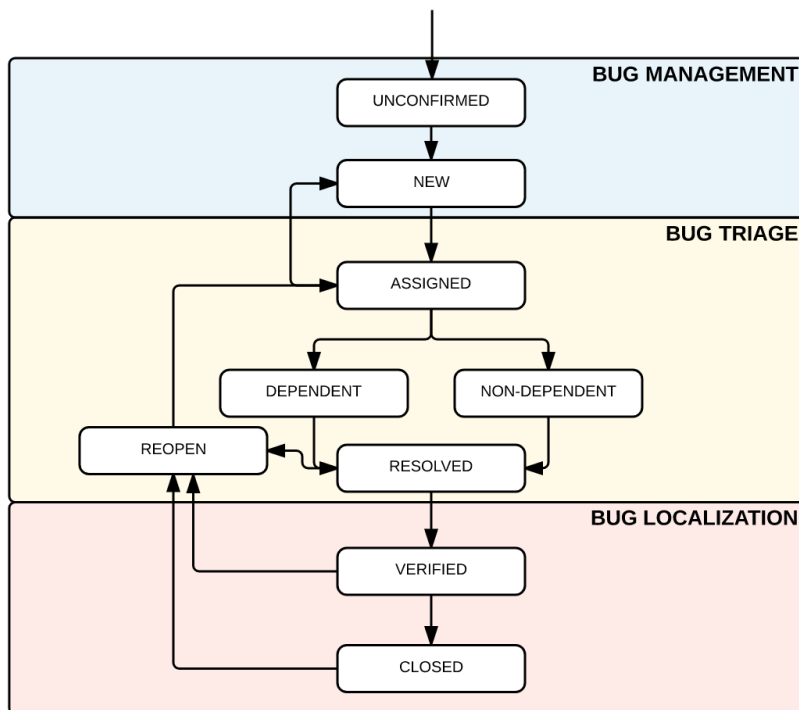 BUG MANAGEMENT
UNCONFIRMED
NEW
BUG TRIAGE
ASSIGNED
DEPENDENT
NON-DEPENDENT
REOPEN
RESOLVED
BUG LOCALIZATION
VERIFIED
CLOSED